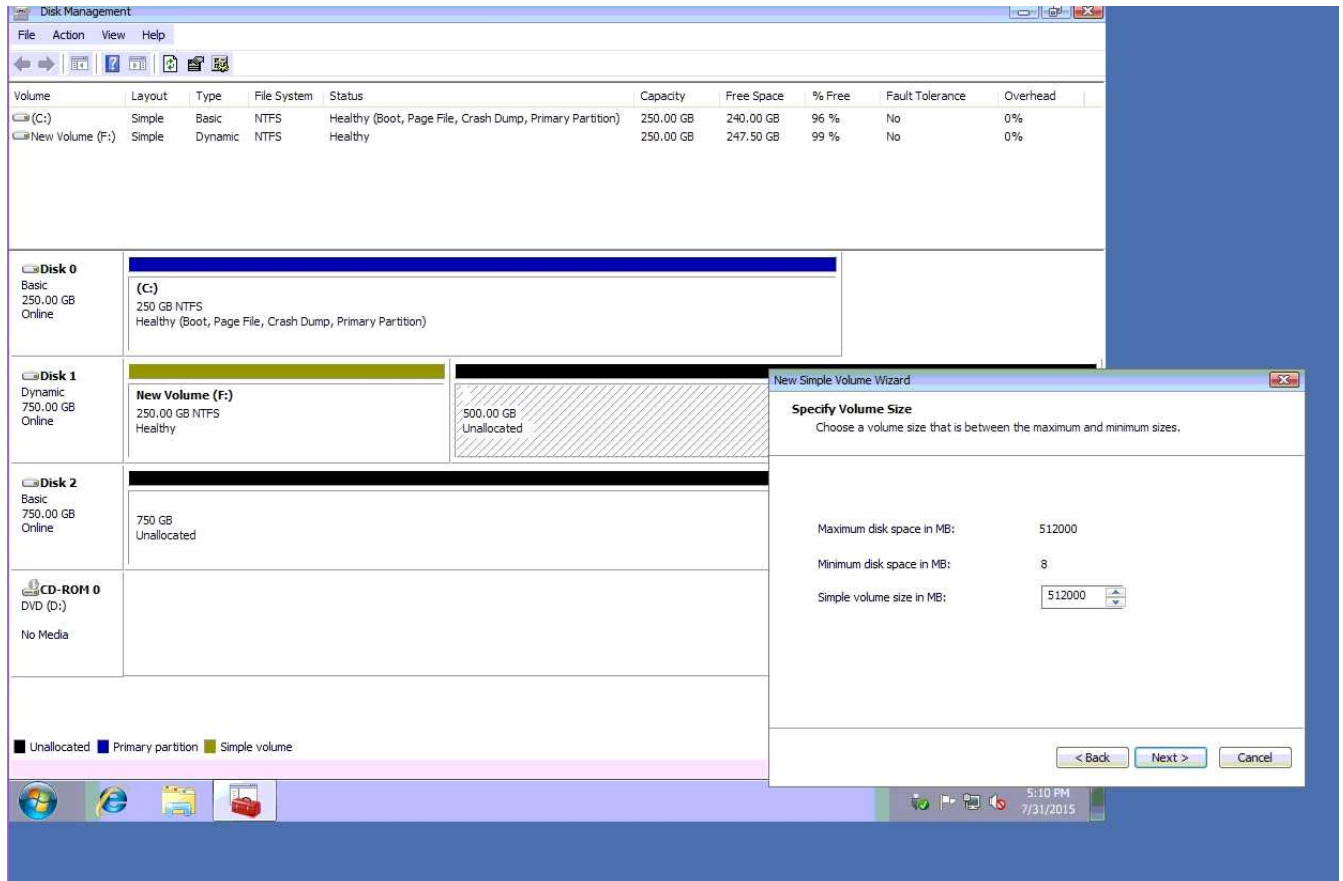 Disk Management
File Action View Help
Volume Layout Type File System Status Capacity Free Space % Free Fault Tolerance Overhead
(C:) Simple Basic NTFS Healthy (Boot, Page File, Crash Dump, Primary Partition) 250.00 GB 240.00 GB 96 % No 0%
New Volume (F:) Simple Dynamic NTFS Healthy 250.00 GB 247.50 GB 99 % No 0%
Disk 0
Basic
250.00 GB
Online
(C:)
250 GB NTFS
Healthy (Boot, Page File, Crash Dump, Primary Partition)
Disk 1
Dynamic
750.00 GB
Online
New Volume (F:)
250.00 GB NTFS
Healthy
500.00 GB
Unallocated
Disk 2
Basic
750.00 GB
Online
750 GB
Unallocated
CD-ROM 0
DVD (D:)
No Media
Unallocated Primary partition Simple volume
New Simple Volume Wizard
Specify Volume Size
Choose a volume size that is between the maximum and minimum sizes.
Maximum disk space in MB: 512000
Minimum disk space in MB: 8
Simple volume size in MB: 512000
< Back Next > Cancel
5:10 PM
7/31/2015